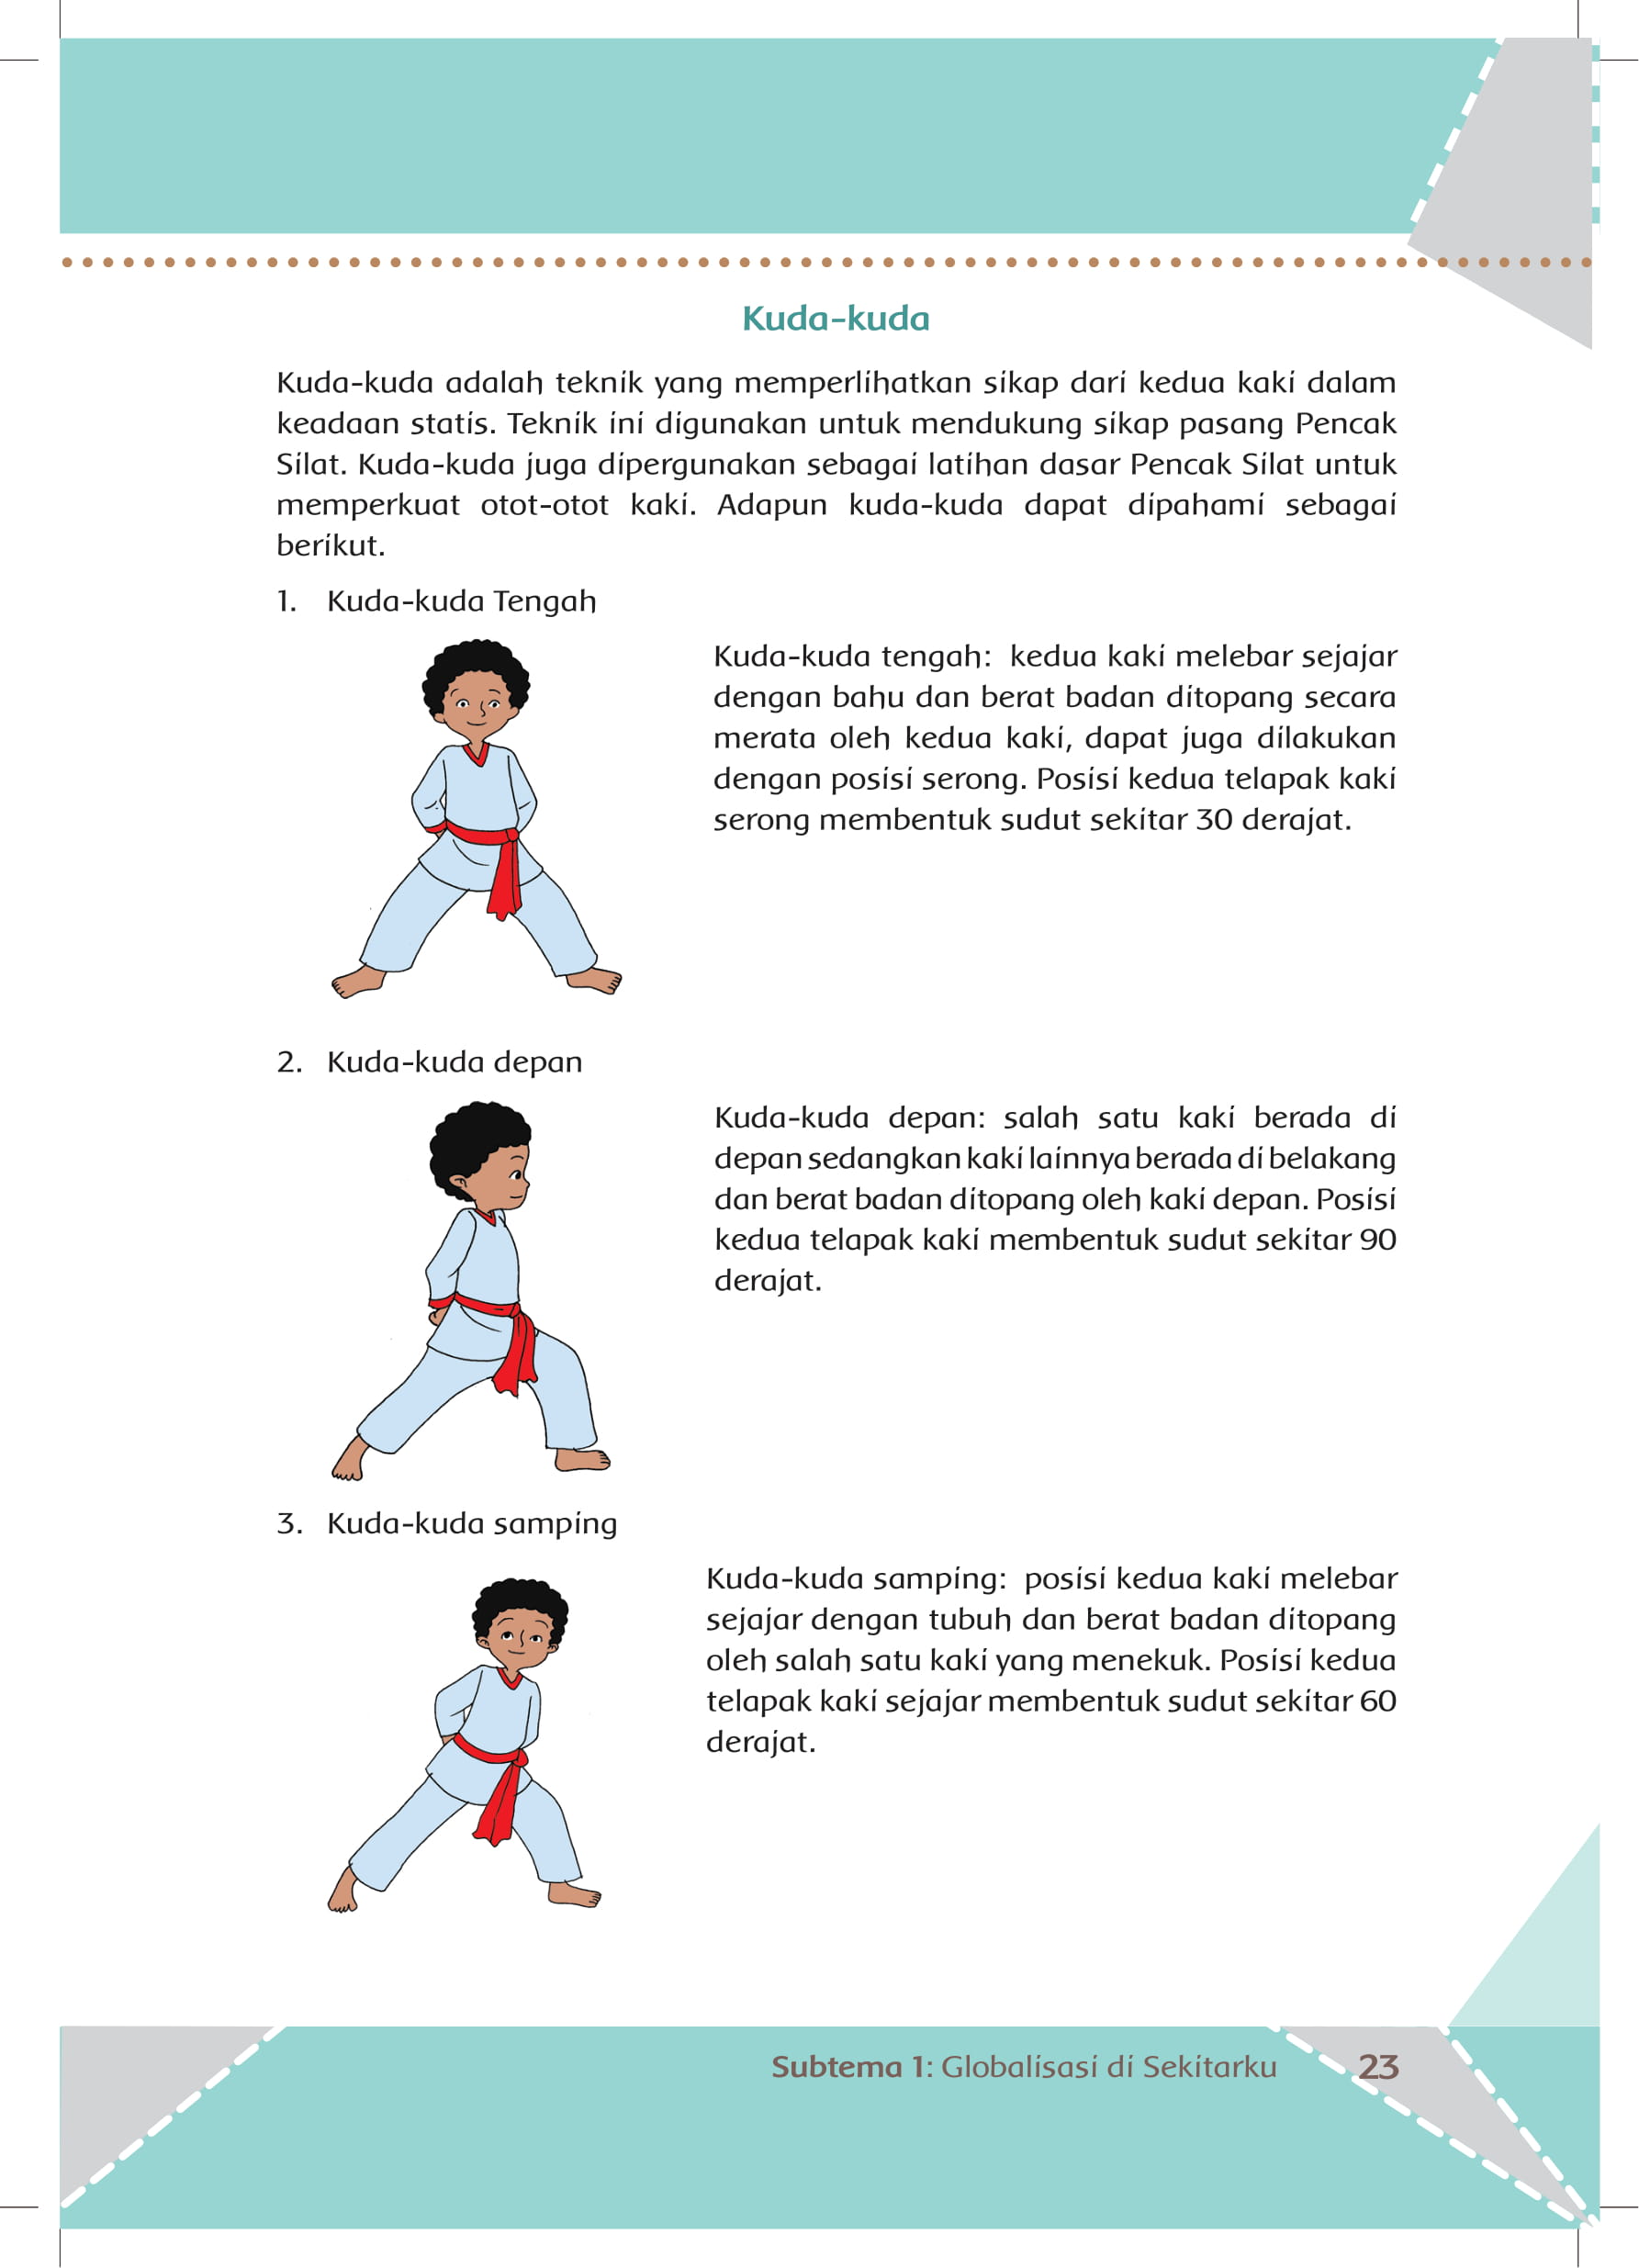 Kuda-kuda
Kuda-kuda adalah teknik yang memperlihatkan sikap dari kedua kaki dalam
keadaan statis. Teknik ini digunakan untuk mendukung sikap pasang Pencak
Silat. Kuda-kuda juga dipergunakan sebagai latihan dasar Pencak Silat untuk
memperkuat otot-otot kaki. Adapun kuda-kuda dapat dipahami sebagai
berikut.
1. Kuda-kuda Tengah
Kuda-kuda tengah: kedua kaki melebar sejajar
dengan bahu dan berat badan ditopang secara
merata oleh kedua kaki, dapat juga dilakukan
dengan posisi serong. Posisi kedua telapak kaki
serong membentuk sudut sekitar 30 derajat.
2. Kuda-kuda depan
Kuda-kuda depan: salah satu kaki berada di
depan sedangkan kaki lainnya berada di belakang
dan berat badan ditopang oleh kaki depan. Posisi
kedua telapak kaki membentuk sudut sekitar 90
derajat.
3. Kuda-kuda samping
Kuda-kuda samping: posisi kedua kaki melebar
sejajar dengan tubuh dan berat badan ditopang
oleh salah satu kaki yang menekuk. Posisi kedua
telapak kaki sejajar membentuk sudut sekitar 60
derajat.
Subtema 1: Globalisasi di Sekitarku 23